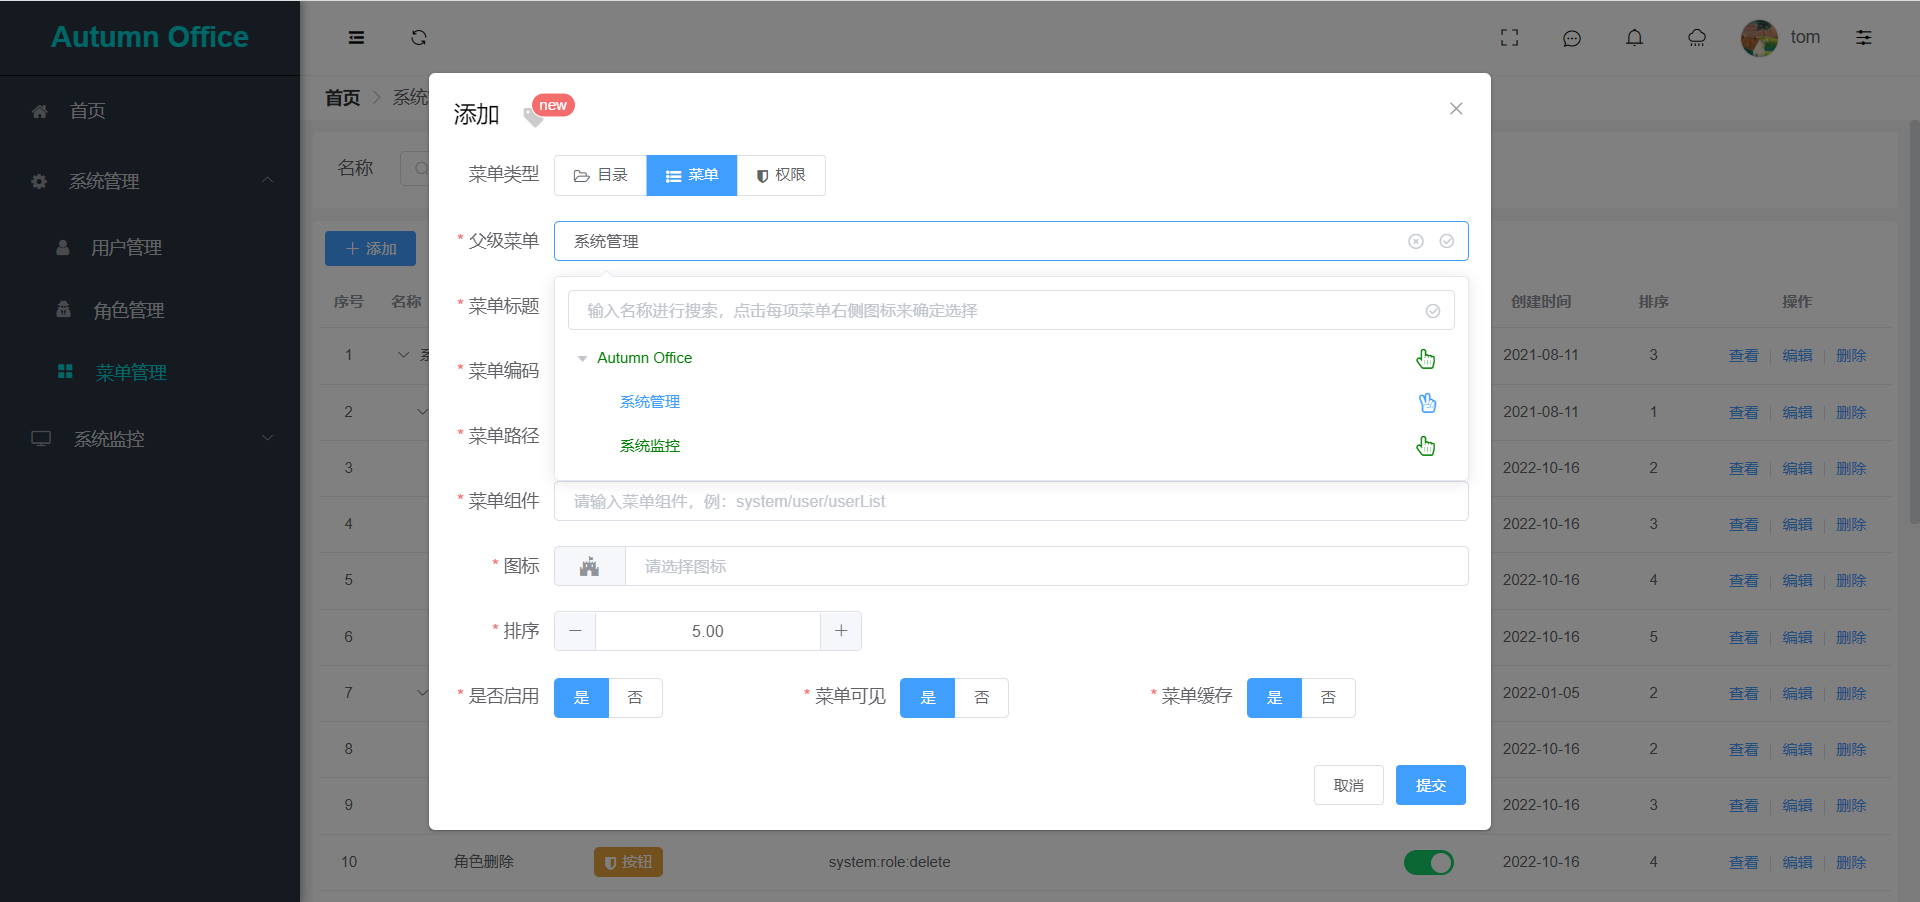 Autumn Office
tom
首页
系统管理
用户管理
角色管理
菜单管理
系统监控
首页 系统
名称
添加
序号 名称 创建时间 排序 操作
添加 new
菜单类型 目录 菜单 权限
* 父级菜单 系统管理
* 菜单标题
输入名称进行搜索，点击每项菜单右侧图标来确定选择
Autumn Office
系统管理
系统监控
* 菜单编码
* 菜单路径
* 菜单组件 请输入菜单组件，例：system/user/userList
* 图标 请选择图标
* 排序 5.00
* 是否启用 是 否
* 菜单可见 是 否
* 菜单缓存 是 否
取消 提交
1 2021-08-11 3 查看 编辑 删除
2 2021-08-11 1 查看 编辑 删除
3 2022-10-16 2 查看 编辑 删除
4 2022-10-16 3 查看 编辑 删除
5 2022-10-16 4 查看 编辑 删除
6 2022-10-16 5 查看 编辑 删除
7 2022-01-05 2 查看 编辑 删除
8 2022-10-16 2 查看 编辑 删除
9 2022-10-16 3 查看 编辑 删除
10 角色删除 按钮 system:role:delete 2022-10-16 4 查看 编辑 删除